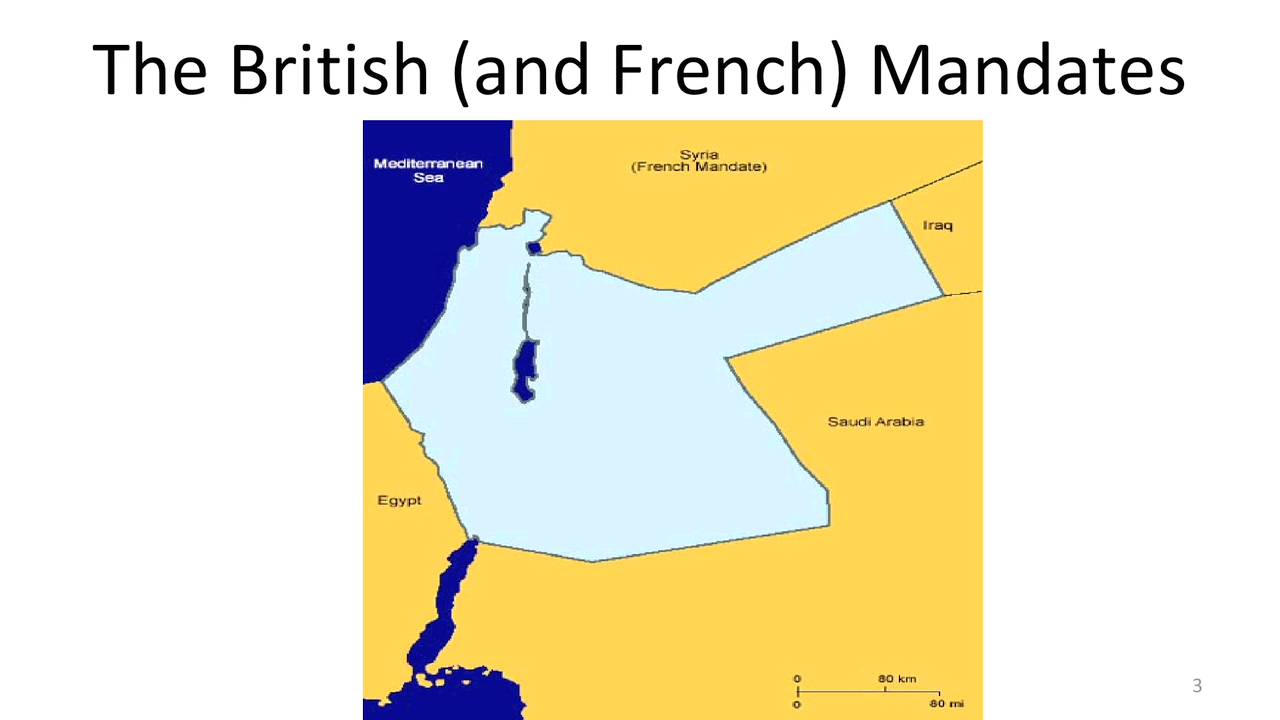 The British (and French) Mandates
Mediterranean
Sea
Syria
(French Mandate)
Iraq
Saudi Arabia
Egypt
0 80 km
0 80 mi
3